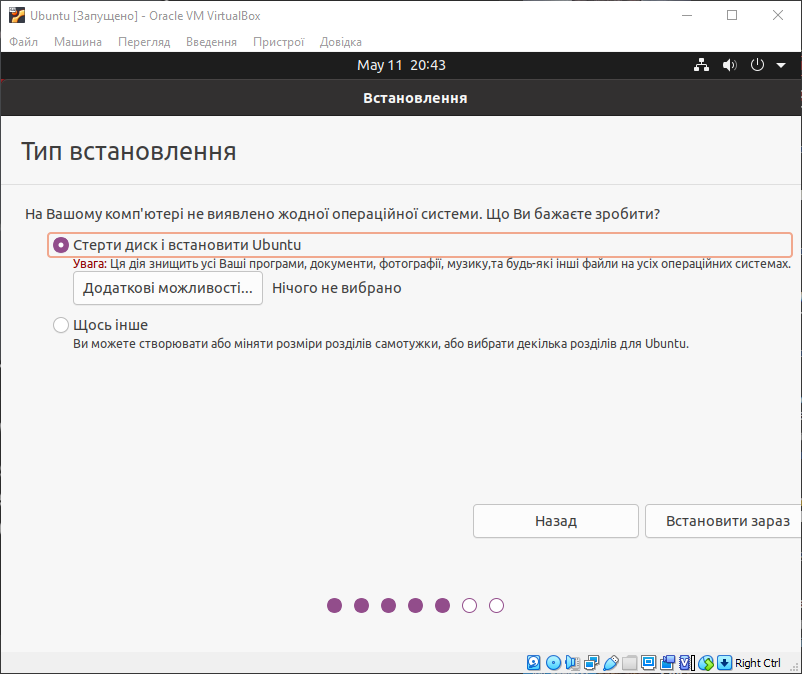 Ubuntu [Запущено] - Oracle VM VirtualBox
Файл Машина Перегляд Введення Пристрої Довідка
May 11 20:43
Встановлення
Тип встановлення
На Вашому комп'ютері не виявлено жодної операційної системи. Що Ви бажаєте зробити?
Стерти диск і встановити Ubuntu
Увага: Ця дія знищить усі Ваші програми, документи, фотографії, музику,та будь-які інші файли на усіх операційних системах.
Додаткові можливості... Нічого не вибрано
Щось інше
Ви можете створювати або міняти розміри розділів самотужки, або вибрати декілька розділів для Ubuntu.
Назад Встановити зараз
Right Ctrl